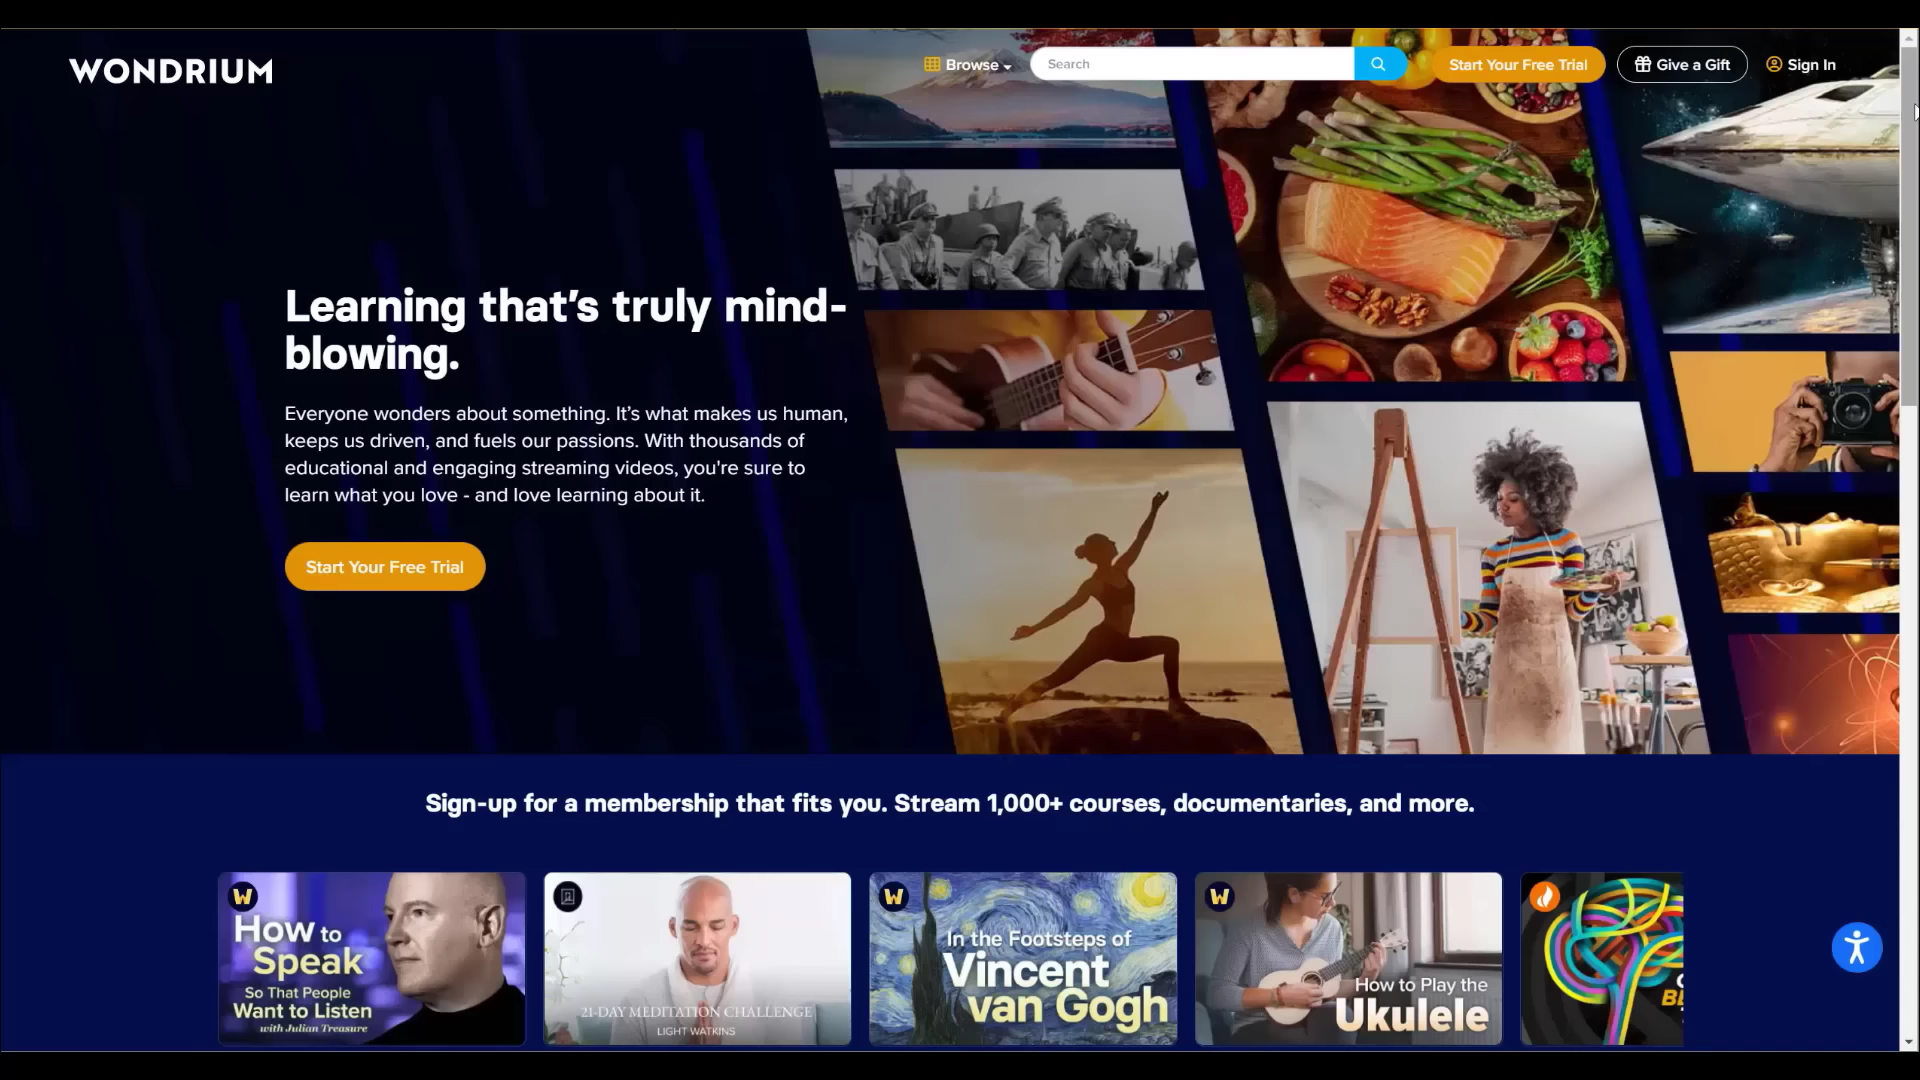 WONDRIUM
Browse
Search
Start Your Free Trial
Give a Gift
Sign In
Learning that's truly mind-
blowing.
Everyone wonders about something. It's what makes us human,
keeps us driven, and fuels our passions. With thousands of
educational and engaging streaming videos, you're sure to
learn what you love - and love learning about it.
Start Your Free Trial
Sign-up for a membership that fits you. Stream 1,000+ courses, documentaries, and more.
W
How to
Speak
So That People
Want to Listen
with Julian Treasure
21-DAY MEDITATION CHALLENGE
LIGHT WATKINS
W
In the Footsteps of
Vincent
van Gogh
W
How to Play the
Ukulele